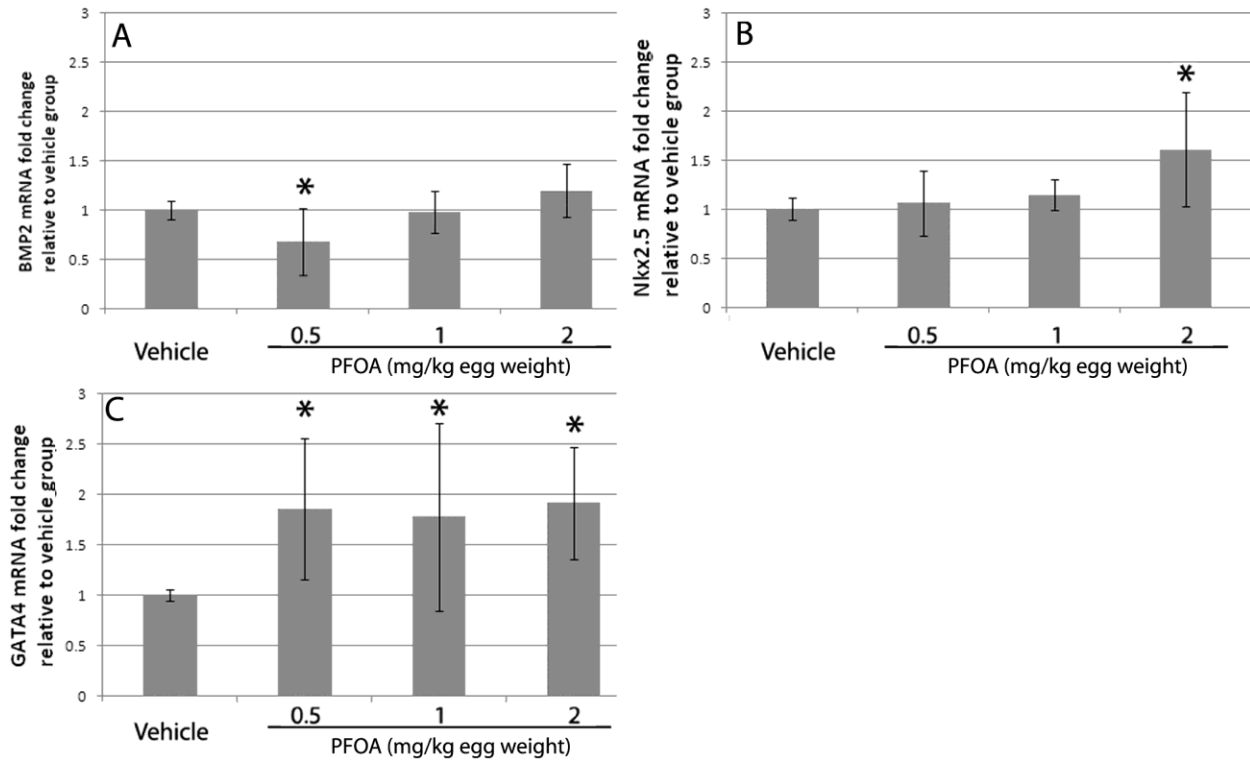 A
BMP2 mRNA fold change
relative to vehicle group
3
2.5
2
1.5
1
0.5
0
*
Vehicle
0.5 1 2
PFOA (mg/kg egg weight)
B
Nkx2.5 mRNA fold change
relative to vehicle group
3
2.5
2
1.5
1
0.5
0
*
Vehicle
0.5 1 2
PFOA (mg/kg egg weight)
C
GATA4 mRNA fold change
relative to vehicle group
3
2.5
2
1.5
1
0.5
0
* * *
Vehicle
0.5 1 2
PFOA (mg/kg egg weight)